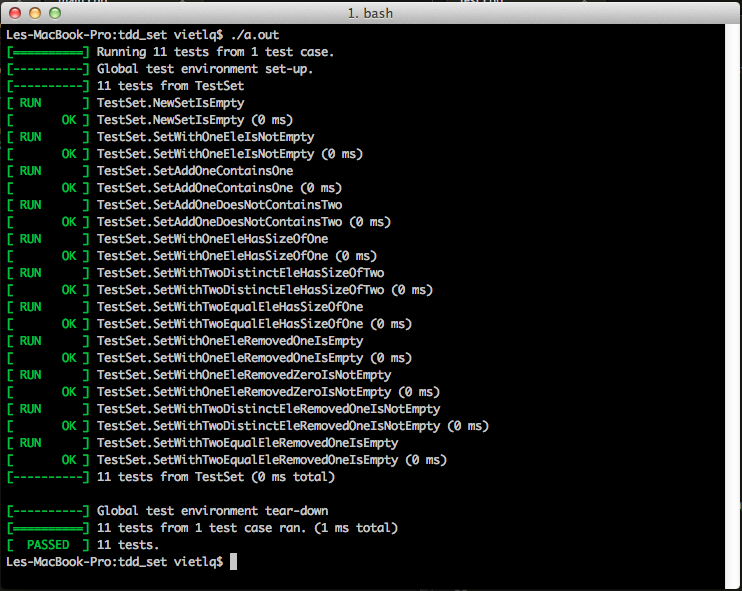 1. bash
Les-MacBook-Pro:tdd_set vietlq$ ./a.out
[==========] Running 11 tests from 1 test case.
[----------] Global test environment set-up.
[----------] 11 tests from TestSet
[ RUN      ] TestSet.NewSetIsEmpty
[       OK ] TestSet.NewSetIsEmpty (0 ms)
[ RUN      ] TestSet.SetWithOneEleIsNotEmpty
[       OK ] TestSet.SetWithOneEleIsNotEmpty (0 ms)
[ RUN      ] TestSet.SetAddOneContainsOne
[       OK ] TestSet.SetAddOneContainsOne (0 ms)
[ RUN      ] TestSet.SetAddOneDoesNotContainsTwo
[       OK ] TestSet.SetAddOneDoesNotContainsTwo (0 ms)
[ RUN      ] TestSet.SetWithOneEleHasSizeOfOne
[       OK ] TestSet.SetWithOneEleHasSizeOfOne (0 ms)
[ RUN      ] TestSet.SetWithTwoDistinctEleHasSizeOfTwo
[       OK ] TestSet.SetWithTwoDistinctEleHasSizeOfTwo (0 ms)
[ RUN      ] TestSet.SetWithTwoEqualEleHasSizeOfOne
[       OK ] TestSet.SetWithTwoEqualEleHasSizeOfOne (0 ms)
[ RUN      ] TestSet.SetWithOneEleRemovedOneIsEmpty
[       OK ] TestSet.SetWithOneEleRemovedOneIsEmpty (0 ms)
[ RUN      ] TestSet.SetWithOneEleRemovedZeroIsNotEmpty
[       OK ] TestSet.SetWithOneEleRemovedZeroIsNotEmpty (0 ms)
[ RUN      ] TestSet.SetWithTwoDistinctEleRemovedOneIsNotEmpty
[       OK ] TestSet.SetWithTwoDistinctEleRemovedOneIsNotEmpty (0 ms)
[ RUN      ] TestSet.SetWithTwoEqualEleRemovedOneIsEmpty
[       OK ] TestSet.SetWithTwoEqualEleRemovedOneIsEmpty (0 ms)
[----------] 11 tests from TestSet (0 ms total)
[----------] Global test environment tear-down
[==========] 11 tests from 1 test case ran. (1 ms total)
[  PASSED  ] 11 tests.
Les-MacBook-Pro:tdd_set vietlq$